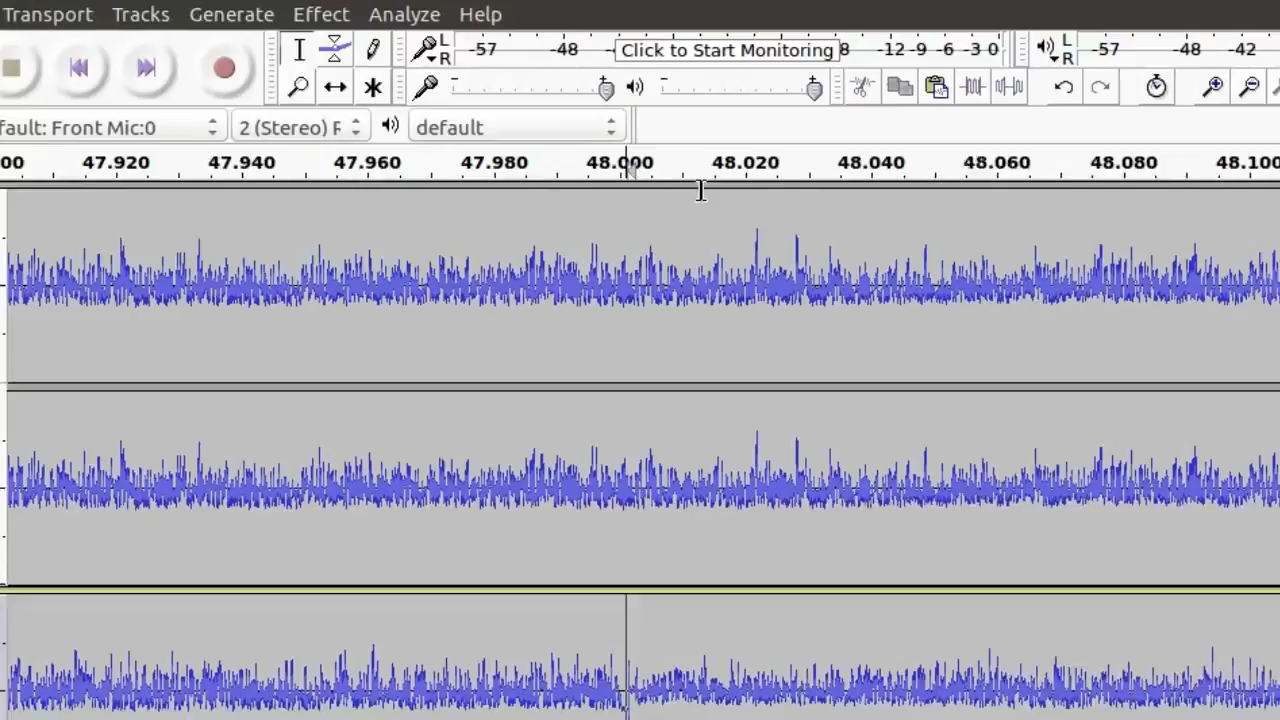 Transport Tracks Generate Effect Analyze Help
L
R
-57 -48 Click to Start Monitoring 8 -12 -9 -6 -3 0
L
R
-57 -48 -42
fault: Front Mic:0
2 (Stereo) R
default
00 47.920 47.940 47.960 47.980 48.000 48.020 48.040 48.060 48.080 48.100